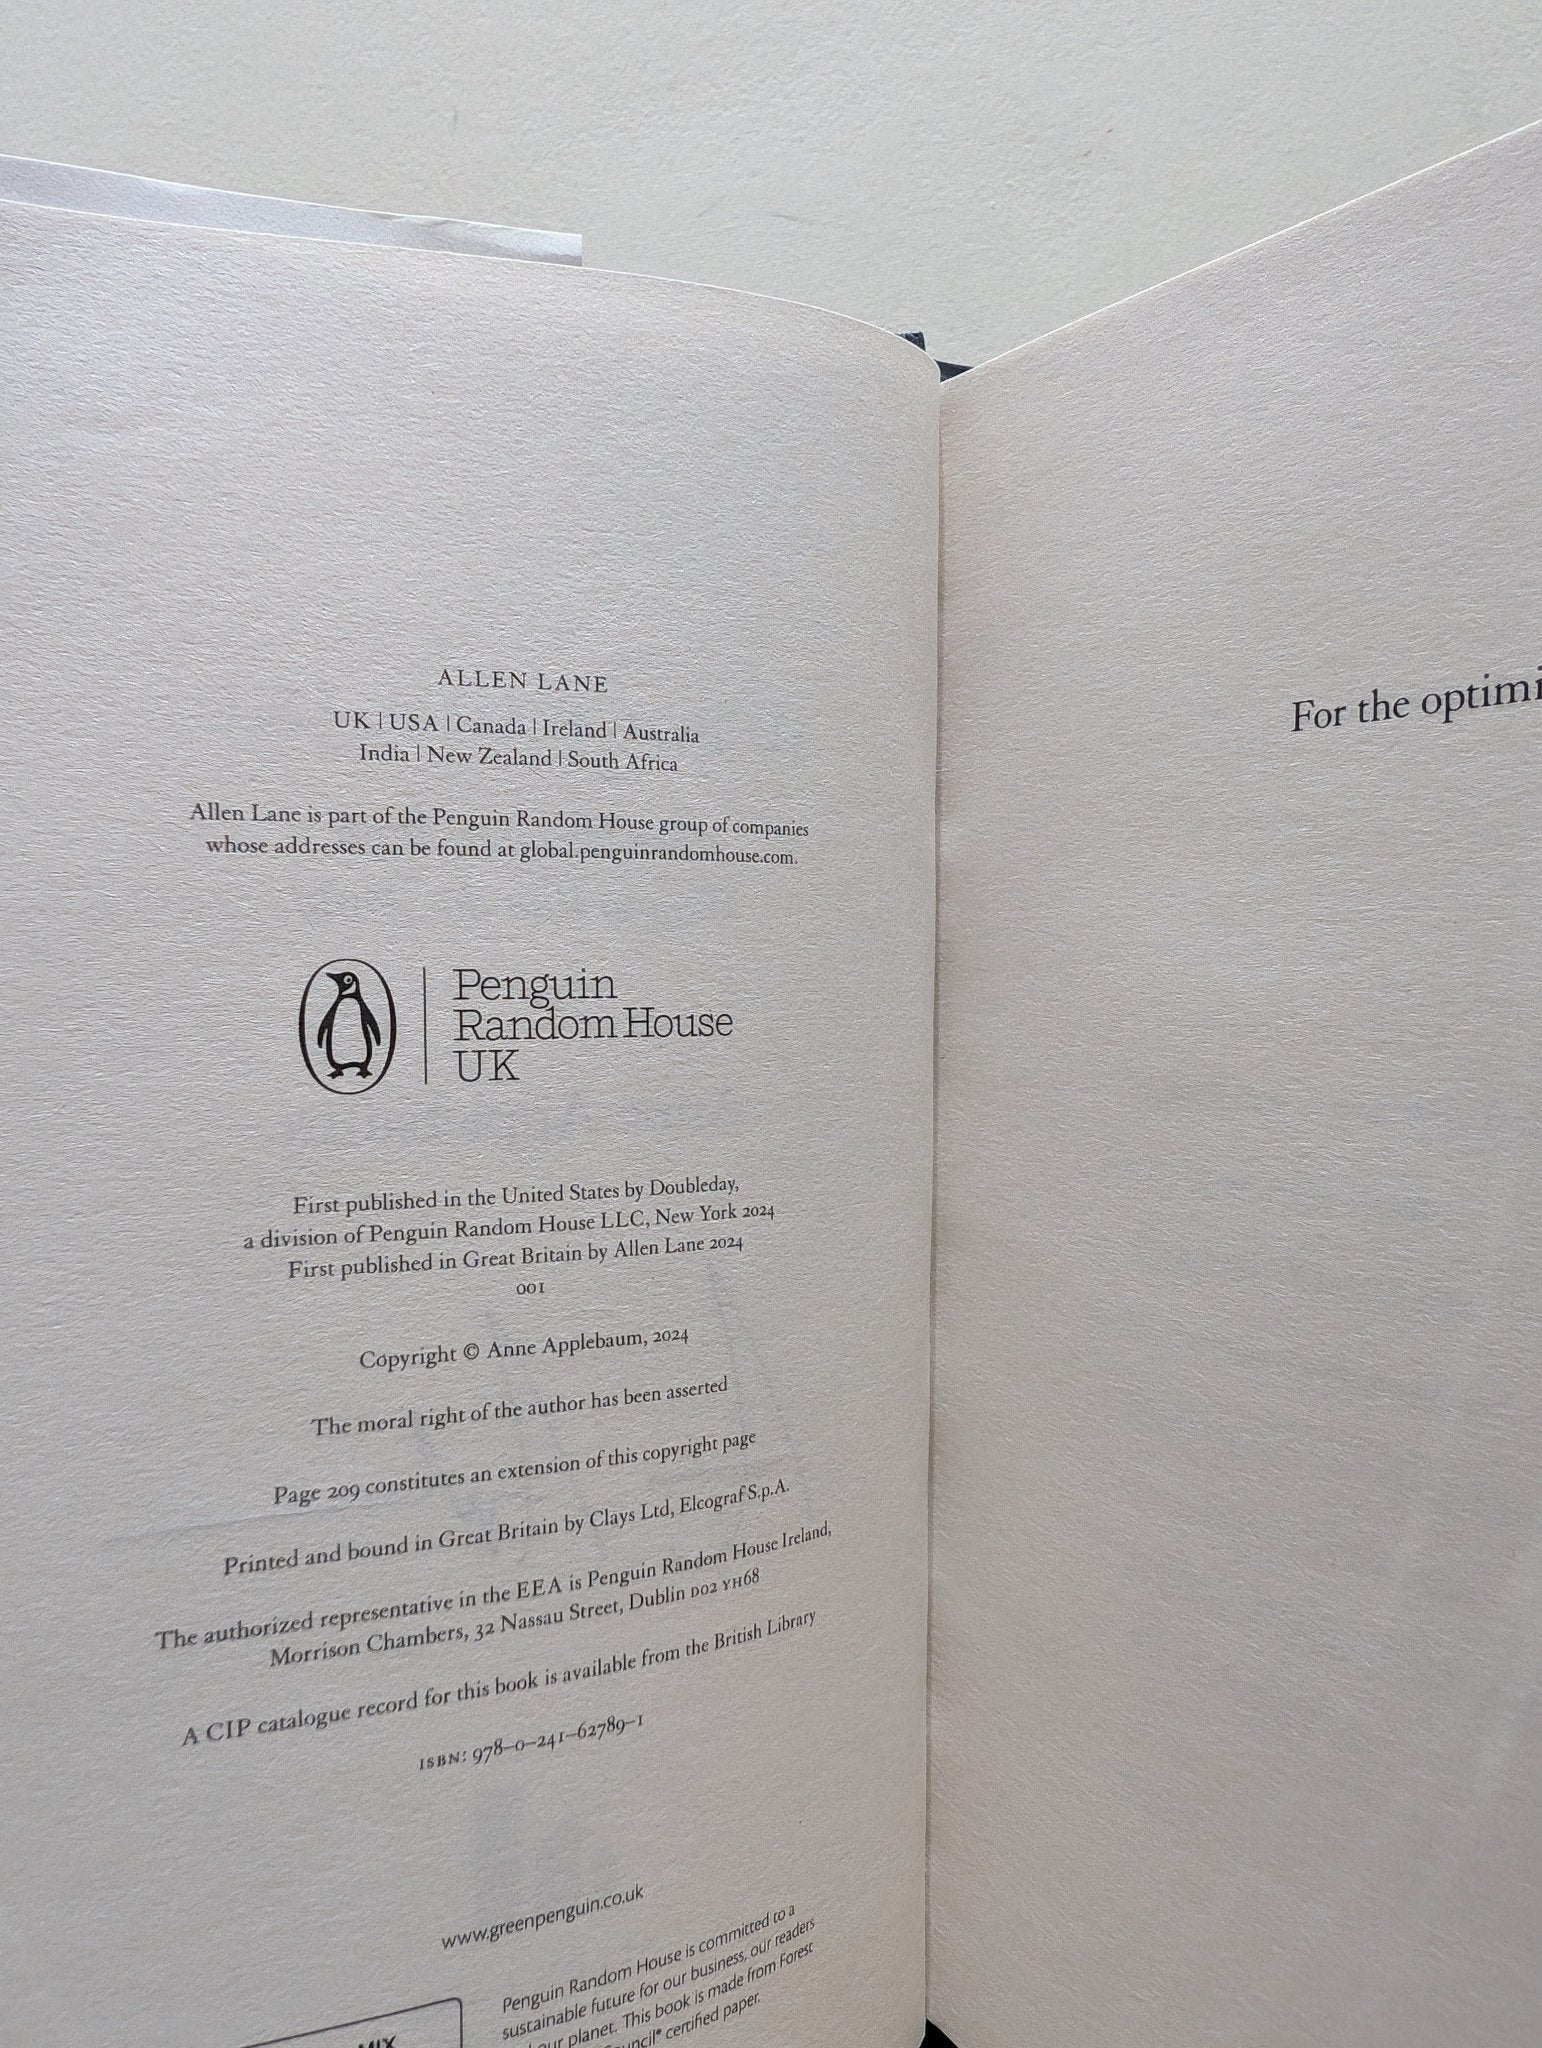 ALLEN LANE
UK | USA | Canada | Ireland | Australia
India | New Zealand | South Africa
Allen Lane is part of the Penguin Random House group of companies
whose addresses can be found at global.penguinrandomhouse.com.
Penguin
Random House
UK
First published in the United States by Doubleday,
a division of Penguin Random House LLC, New York 2024
First published in Great Britain by Allen Lane 2024
001
Copyright © Anne Applebaum, 2024
The moral right of the author has been asserted
Page 209 constitutes an extension of this copyright page
Printed and bound in Great Britain by Clays Ltd, Elcograf S.p.A.
The authorized representative in the EEA is Penguin Random House Ireland,
Morrison Chambers, 32 Nassau Street, Dublin D02 YH68
A CIP catalogue record for this book is available from the British Library
ISBN: 978–0–241–62789–1
www.greenpenguin.co.uk
Penguin Random House is committed to a
sustainable future for our business, our readers
our planet. This book is made from Forest
certified paper.
MIX
For the